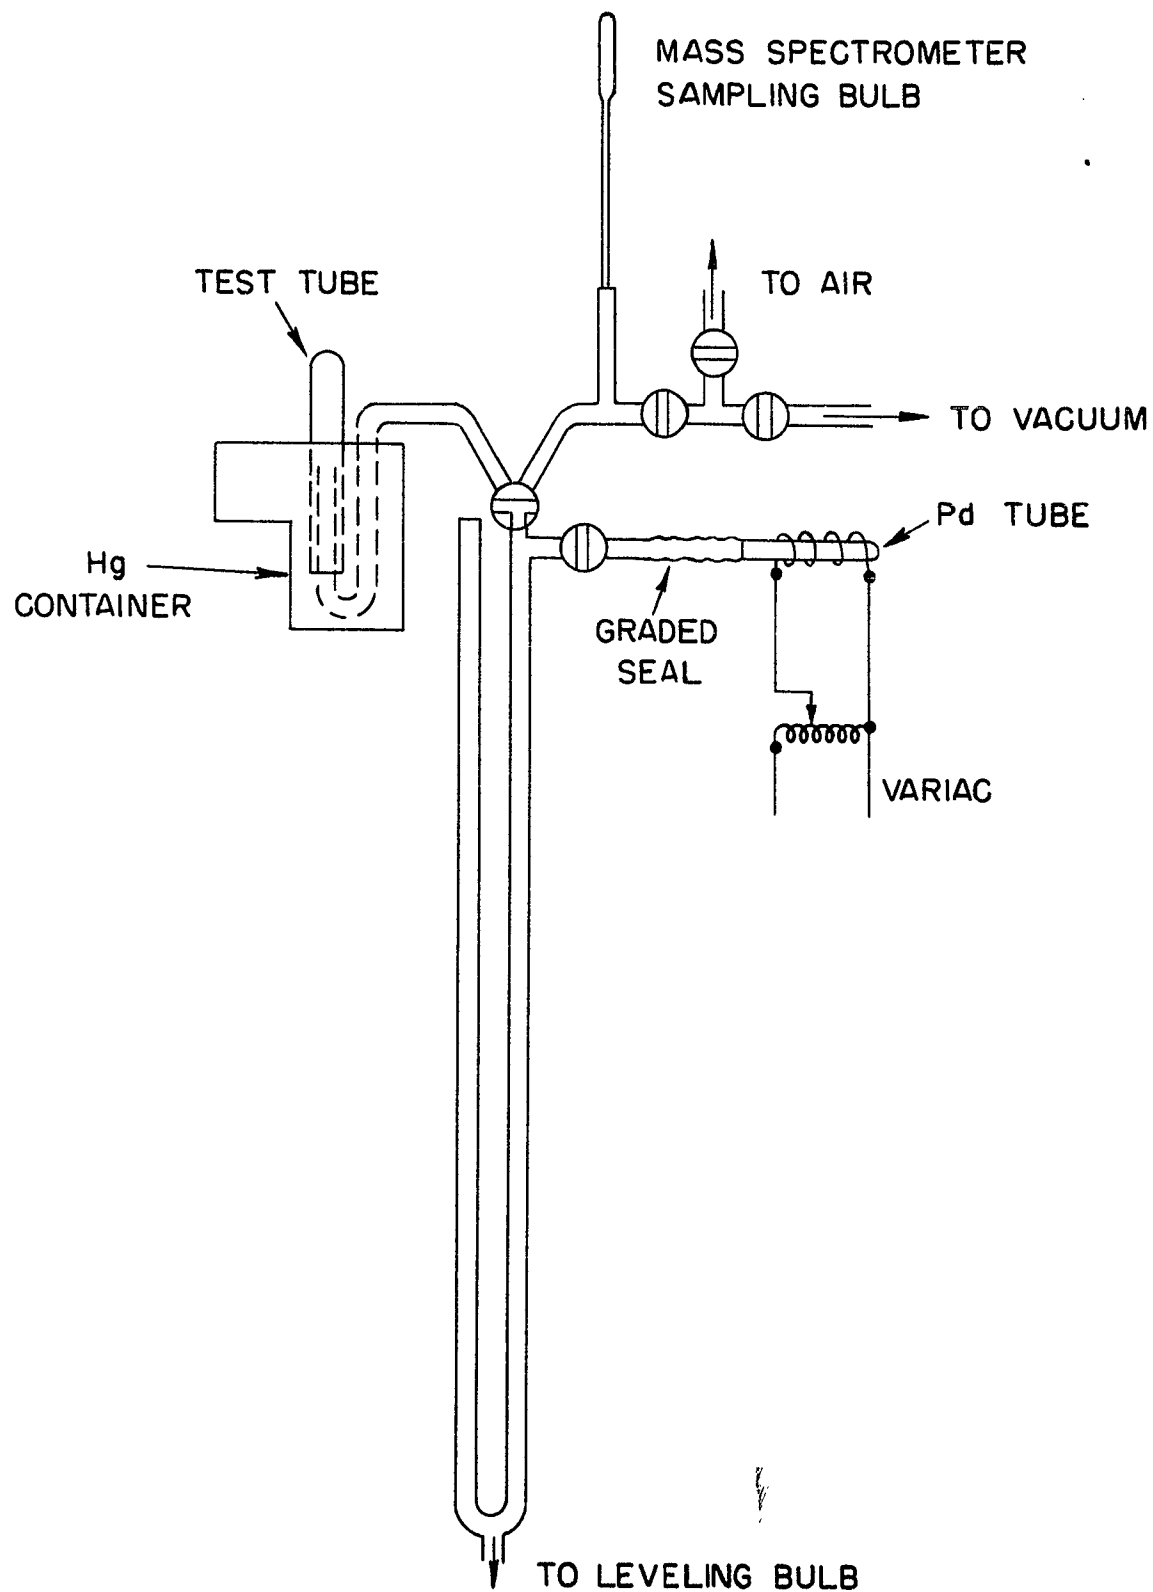 MASS SPECTROMETER
SAMPLING BULB
TEST TUBE
TO AIR
TO VACUUM
Pd TUBE
Hg
CONTAINER
GRADED
SEAL
VARIAC
TO LEVELING BULB